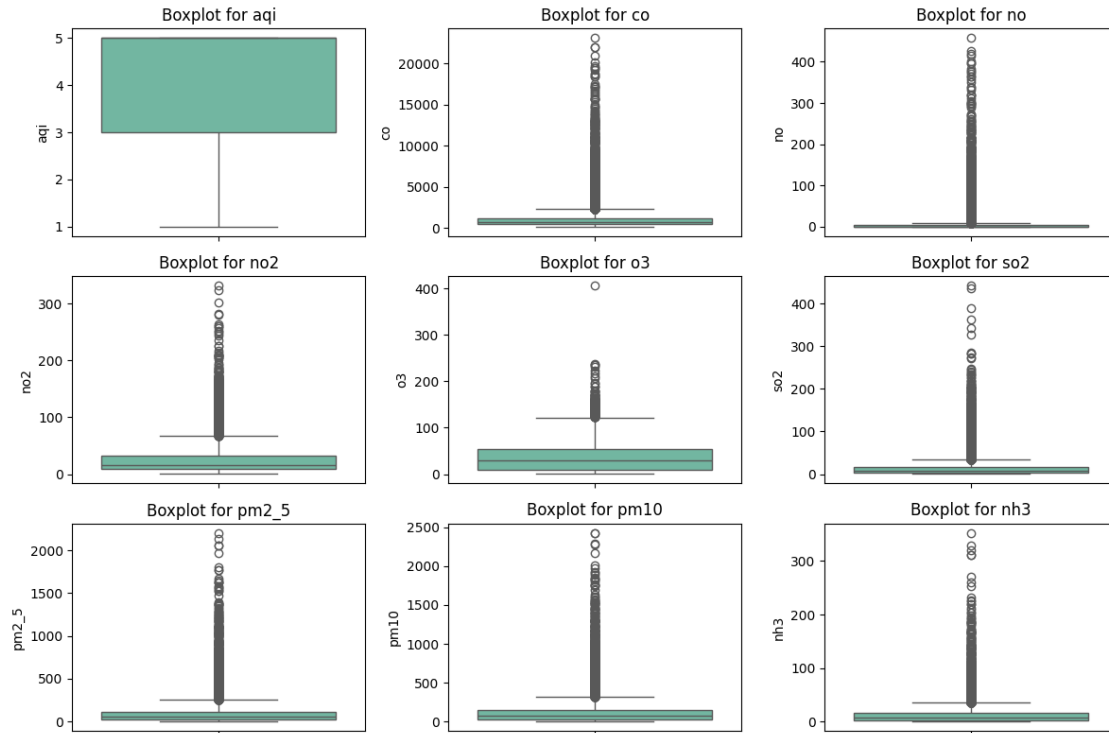 Boxplot for aqi
5
4
3
2
1
aqi
Boxplot for co
20000
15000
10000
5000
0
co
Boxplot for no
400
300
200
100
0
no
Boxplot for no2
300
200
100
0
no2
Boxplot for o3
400
300
200
100
0
o3
Boxplot for so2
400
300
200
100
0
so2
Boxplot for pm2_5
2000
1500
1000
500
0
pm2_5
Boxplot for pm10
2500
2000
1500
1000
500
0
pm10
Boxplot for nh3
300
200
100
0
nh3